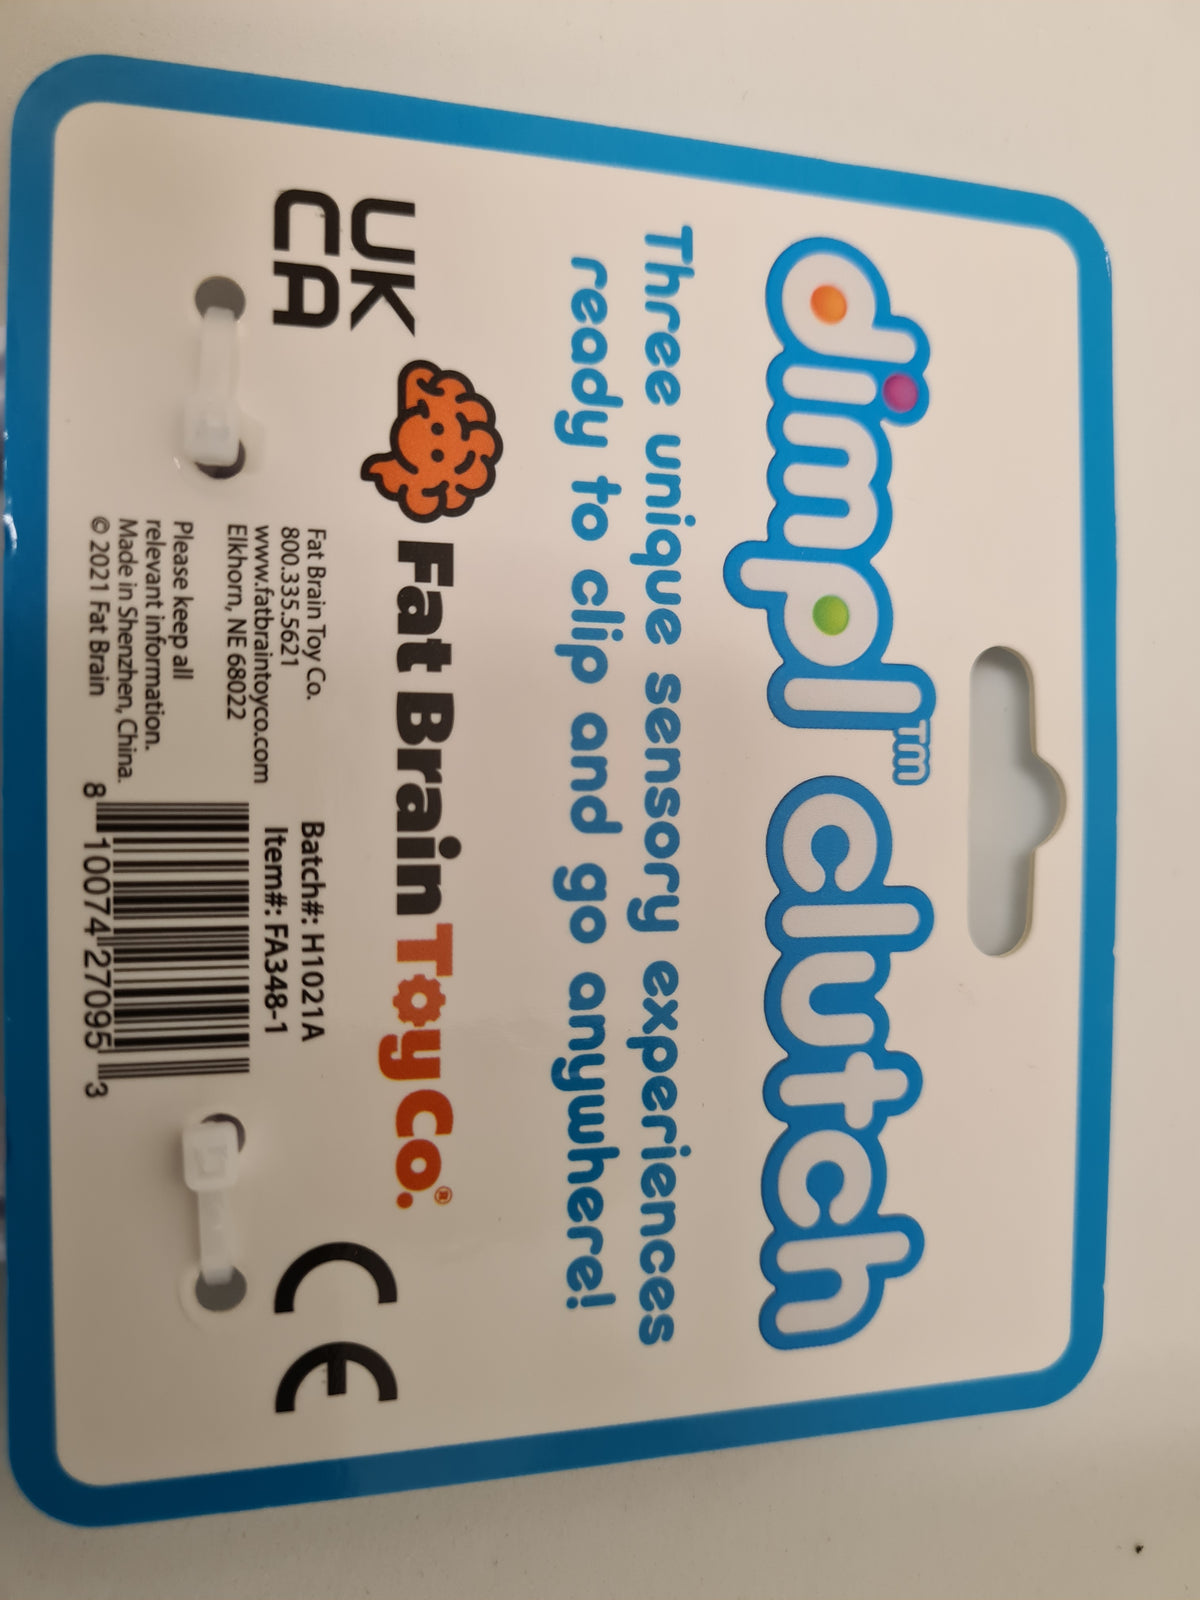 dimpl™ clutch
Three unique sensory experiences
ready to clip and go anywhere!
UK
CA
Fat Brain Toy Co.®
CE
Fat Brain Toy Co.
800.335.5621
www.fatbraintoyco.com
Elkhorn, NE 68022
Please keep all
relevant information.
Made in Shenzhen, China.
© 2021 Fat Brain
Batch#: H1021A
Item#: FA348-1
8 10074 27095 3